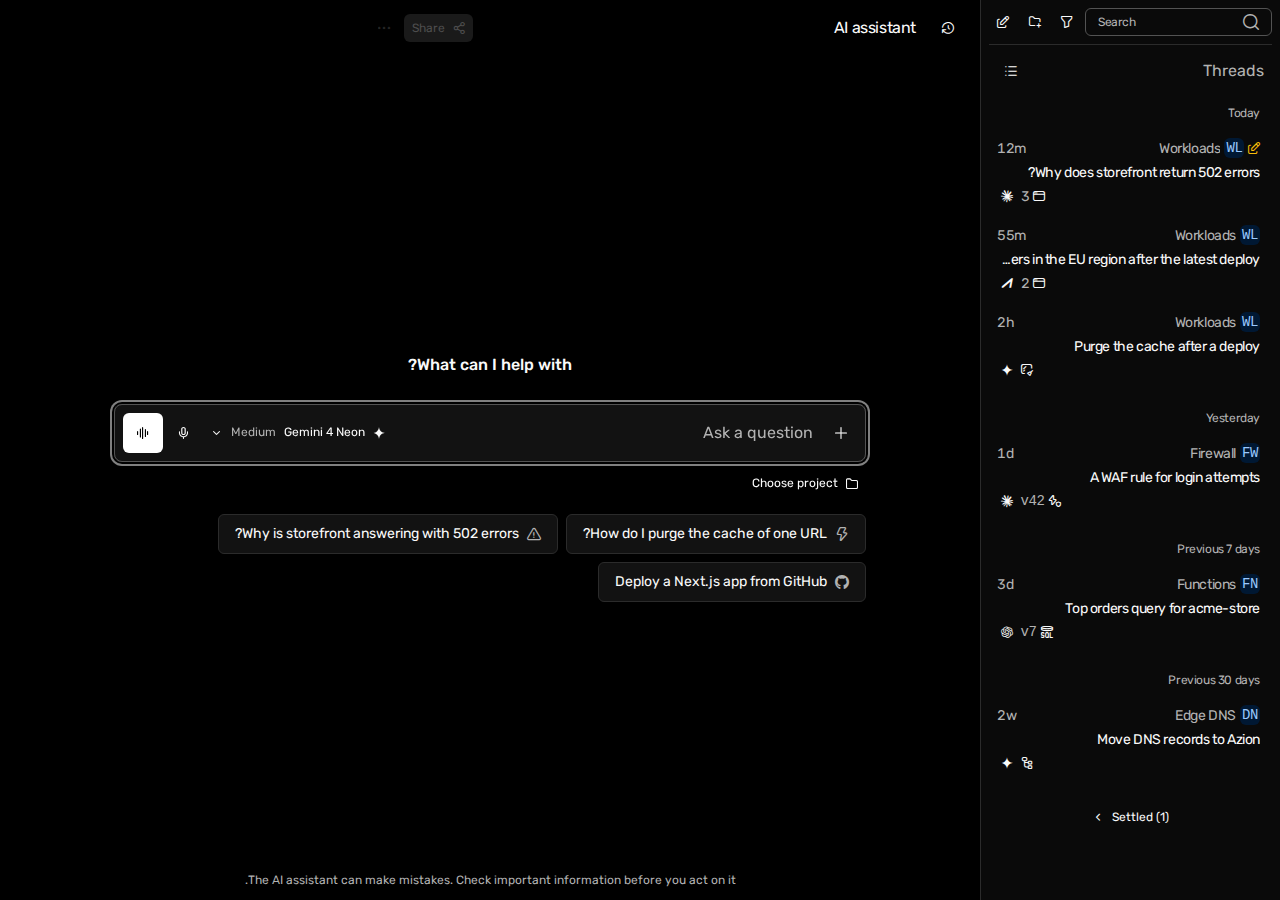 Search
Threads
Today
WL Workloads 12m
?Why does storefront return 502 errors
3
WL Workloads 55m
...ers in the EU region after the latest deploy
2
WL Workloads 2h
Purge the cache after a deploy
Yesterday
FW Firewall 1d
A WAF rule for login attempts
v42
Previous 7 days
FN Functions 3d
Top orders query for acme-store
SQL v7
Previous 30 days
DN Edge DNS 2w
Move DNS records to Azion
Settled (1)
AI assistant
Share
?What can I help with
Ask a question
Gemini 4 Neon Medium
Choose project
?How do I purge the cache of one URL
?Why is storefront answering with 502 errors
Deploy a Next.js app from GitHub
.The AI assistant can make mistakes. Check important information before you act on it